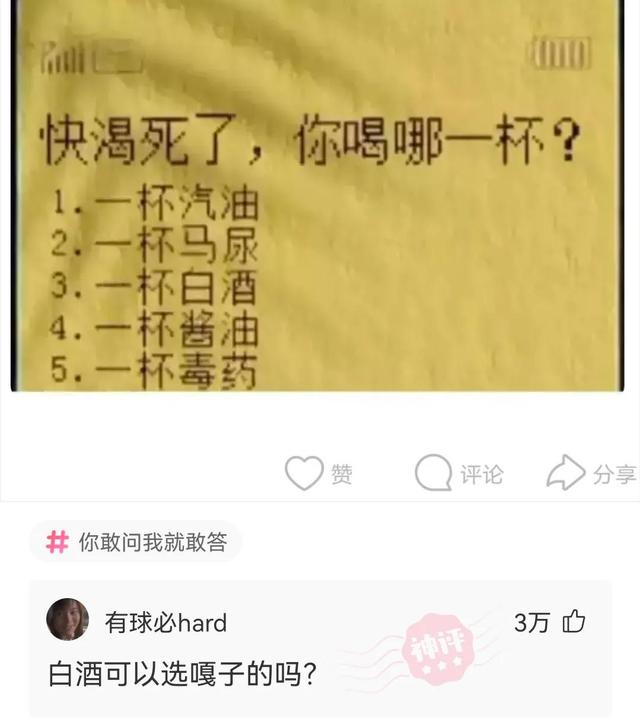 快渴死了，你喝哪一杯？
1.一杯汽油
2.一杯马尿
3.一杯白酒
4.一杯酱油
5.一杯毒药
赞
评论
分享
# 你敢问我就敢答
有球必hard
3万
神评
白酒可以选嘎子的吗？